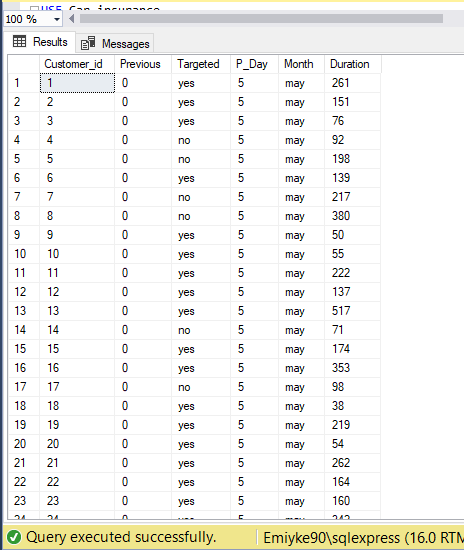 USE Car_insurance
100 %
Results Messages
Customer_id Previous Targeted P_Day Month Duration
1 1 0 yes 5 may 261
2 2 0 yes 5 may 151
3 3 0 yes 5 may 76
4 4 0 no 5 may 92
5 5 0 no 5 may 198
6 6 0 yes 5 may 139
7 7 0 no 5 may 217
8 8 0 no 5 may 380
9 9 0 yes 5 may 50
10 10 0 yes 5 may 55
11 11 0 yes 5 may 222
12 12 0 yes 5 may 137
13 13 0 yes 5 may 517
14 14 0 no 5 may 71
15 15 0 yes 5 may 174
16 16 0 yes 5 may 353
17 17 0 no 5 may 98
18 18 0 yes 5 may 38
19 19 0 yes 5 may 219
20 20 0 yes 5 may 54
21 21 0 yes 5 may 262
22 22 0 yes 5 may 164
23 23 0 yes 5 may 160
Query executed successfully. Emiyke90\sqlexpress (16.0 RTM